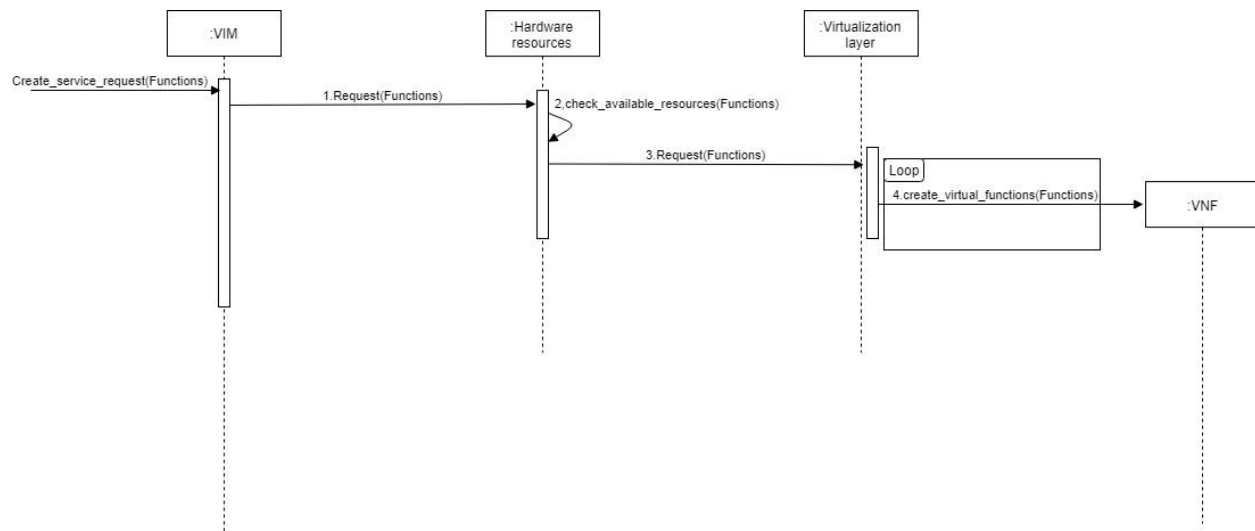 :VIM
:Hardware
resources
:Virtualization
layer
Create_service_request(Functions)
1.Request(Functions)
2,check_available_resources(Functions)
3.Request(Functions)
Loop
4.create_virtual_functions(Functions)
:VNF